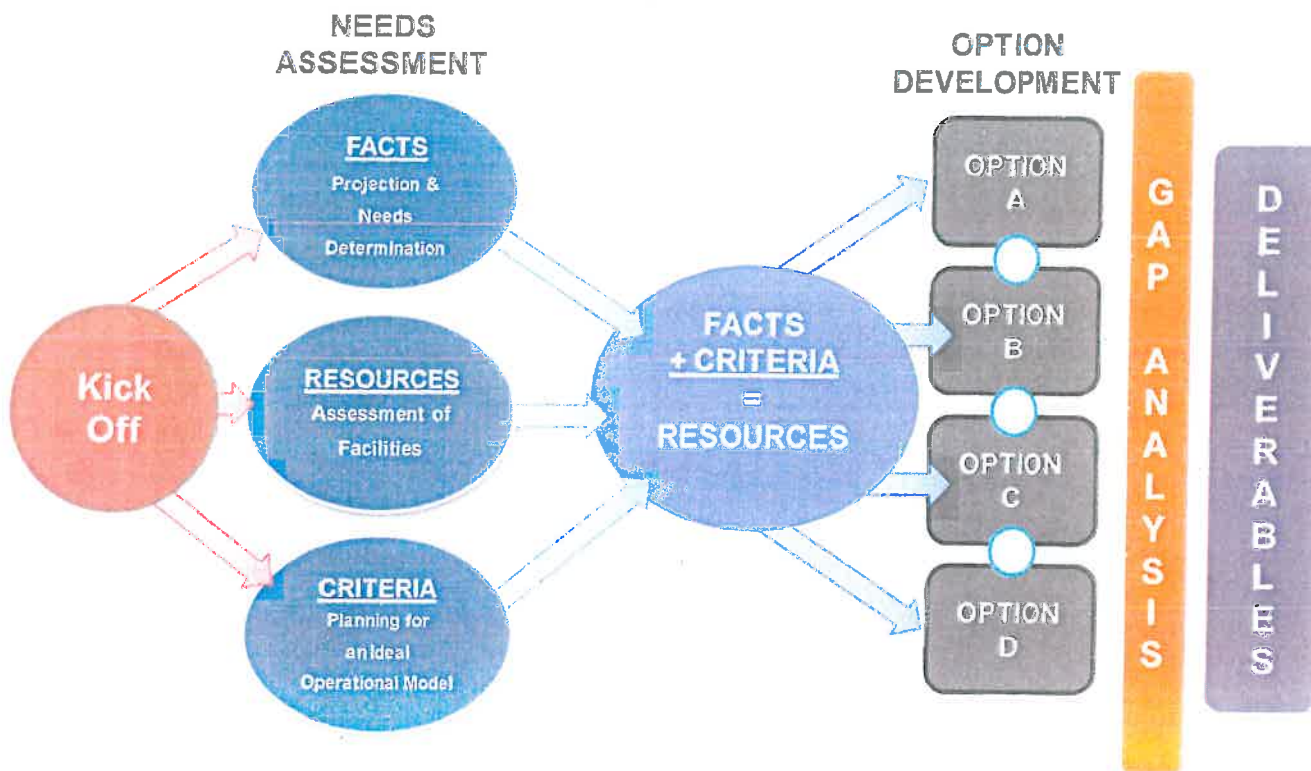 NEEDS
ASSESSMENT
FACTS
Projection &
Needs
Determination
Kick
Off
RESOURCES
Assessment of
Facilities
CRITERIA
Planning for
an Ideal
Operational Model
FACTS
+ CRITERIA
=
RESOURCES
OPTION
DEVELOPMENT
OPTION
A
OPTION
B
OPTION
C
OPTION
D
GAP ANALYSIS
DELIVERABLES